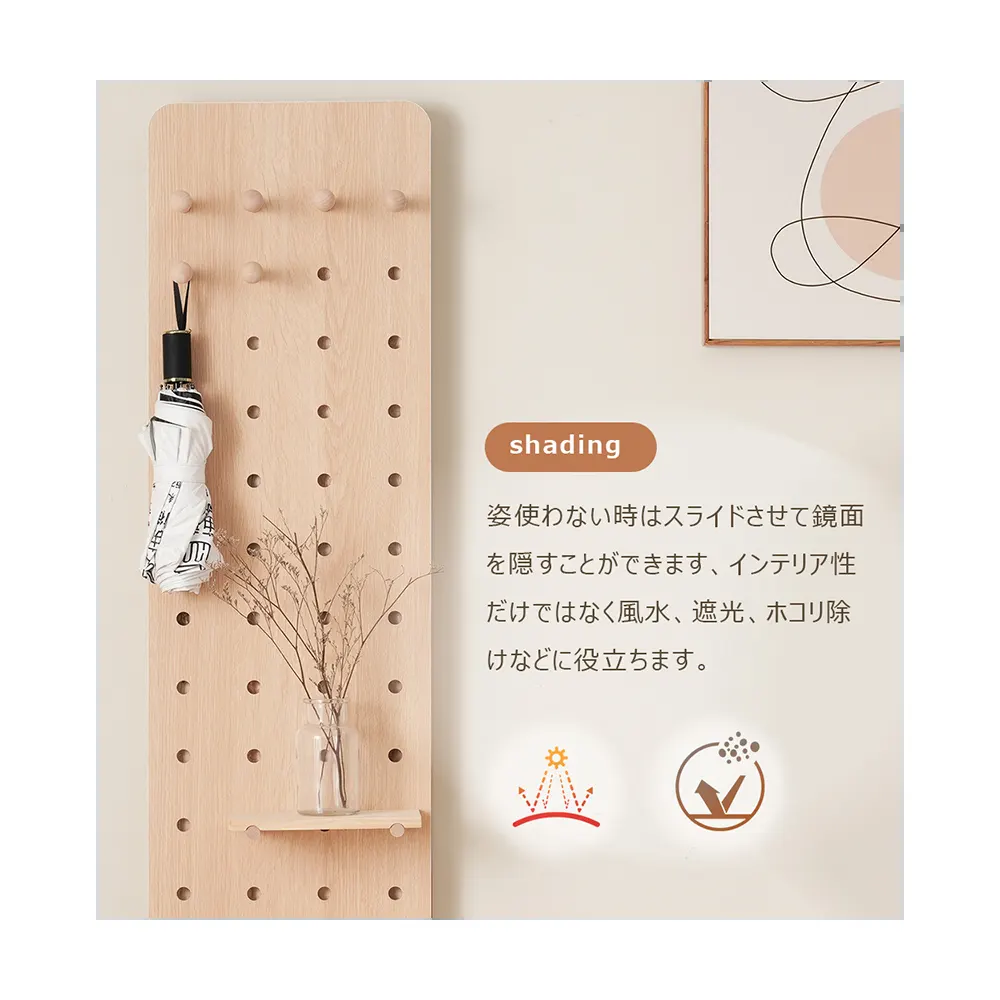 shading
姿使わない時はスライドさせて鏡面
を隠すことができます、インテリア性
だけではなく風水、遮光、ホコリ除
けなどに役立ちます。